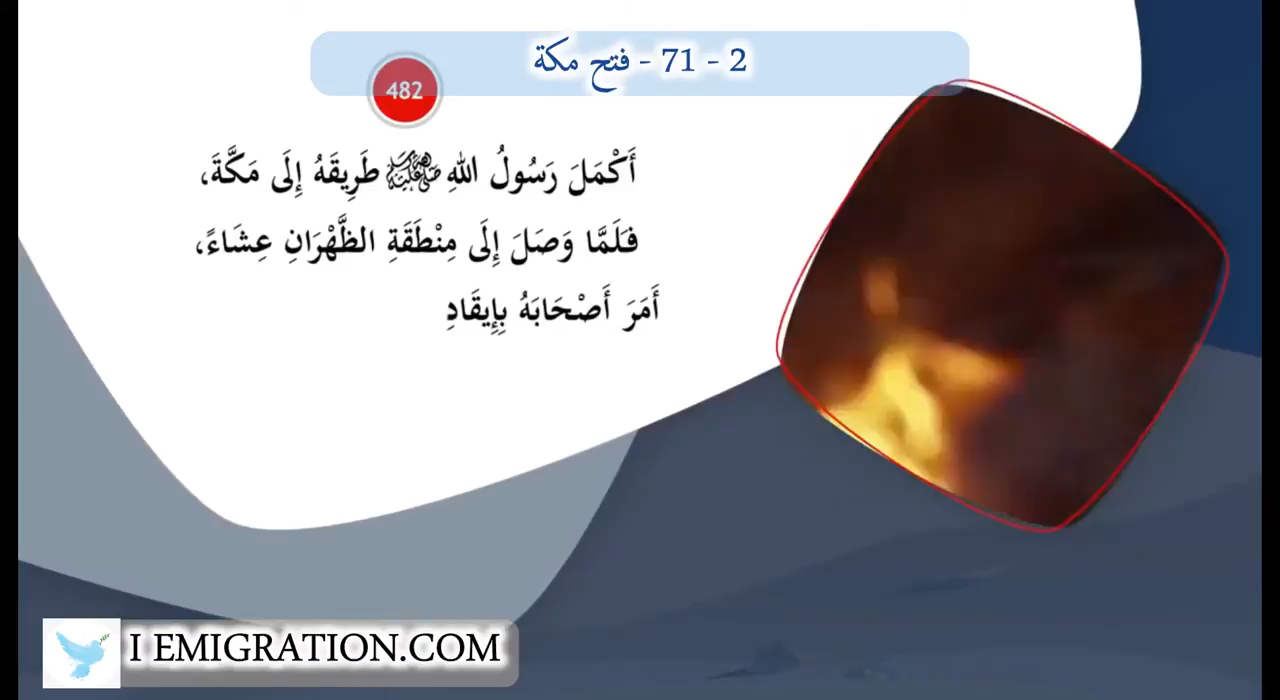 2 - 71 - فتح مكة
482
أَكْمَلَ رَسُولُ اللهِ ﷺ طَرِيقَهُ إِلَى مَكَّةَ،
فَلَمَّا وَصَلَ إِلَى مِنْطَقَةِ الظَّهْرَانِ عِشَاءً،
أَمَرَ أَصْحَابَهُ بِإِيقَادِ
I EMIGRATION.COM